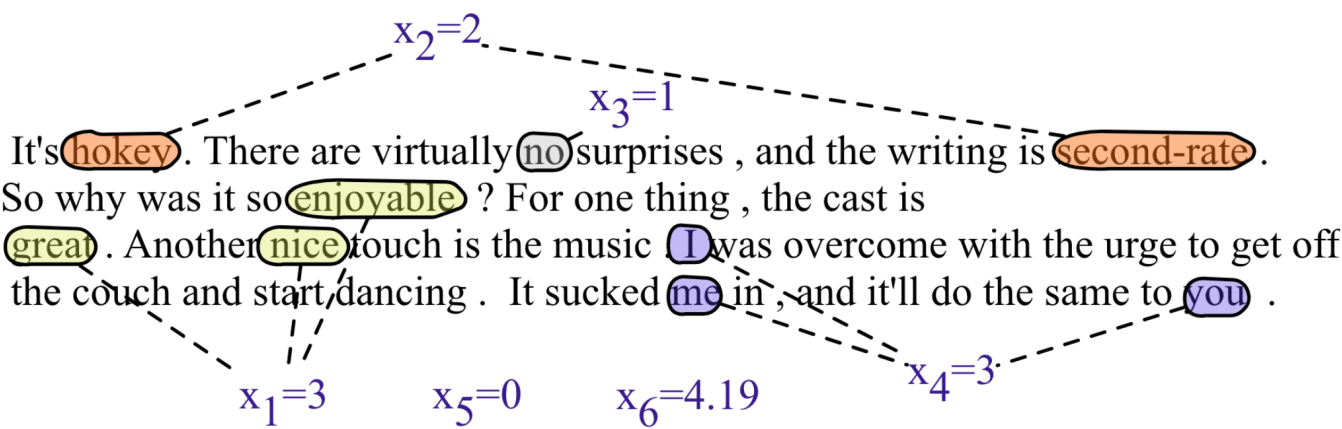 x2=2
x3=1
It's hokey . There are virtually no surprises , and the writing is second-rate .
So why was it so enjoyable ? For one thing , the cast is
great . Another nice touch is the music . I was overcome with the urge to get off
the couch and start dancing . It sucked me in , and it'll do the same to you .
x1=3 x5=0 x6=4.19 x4=3